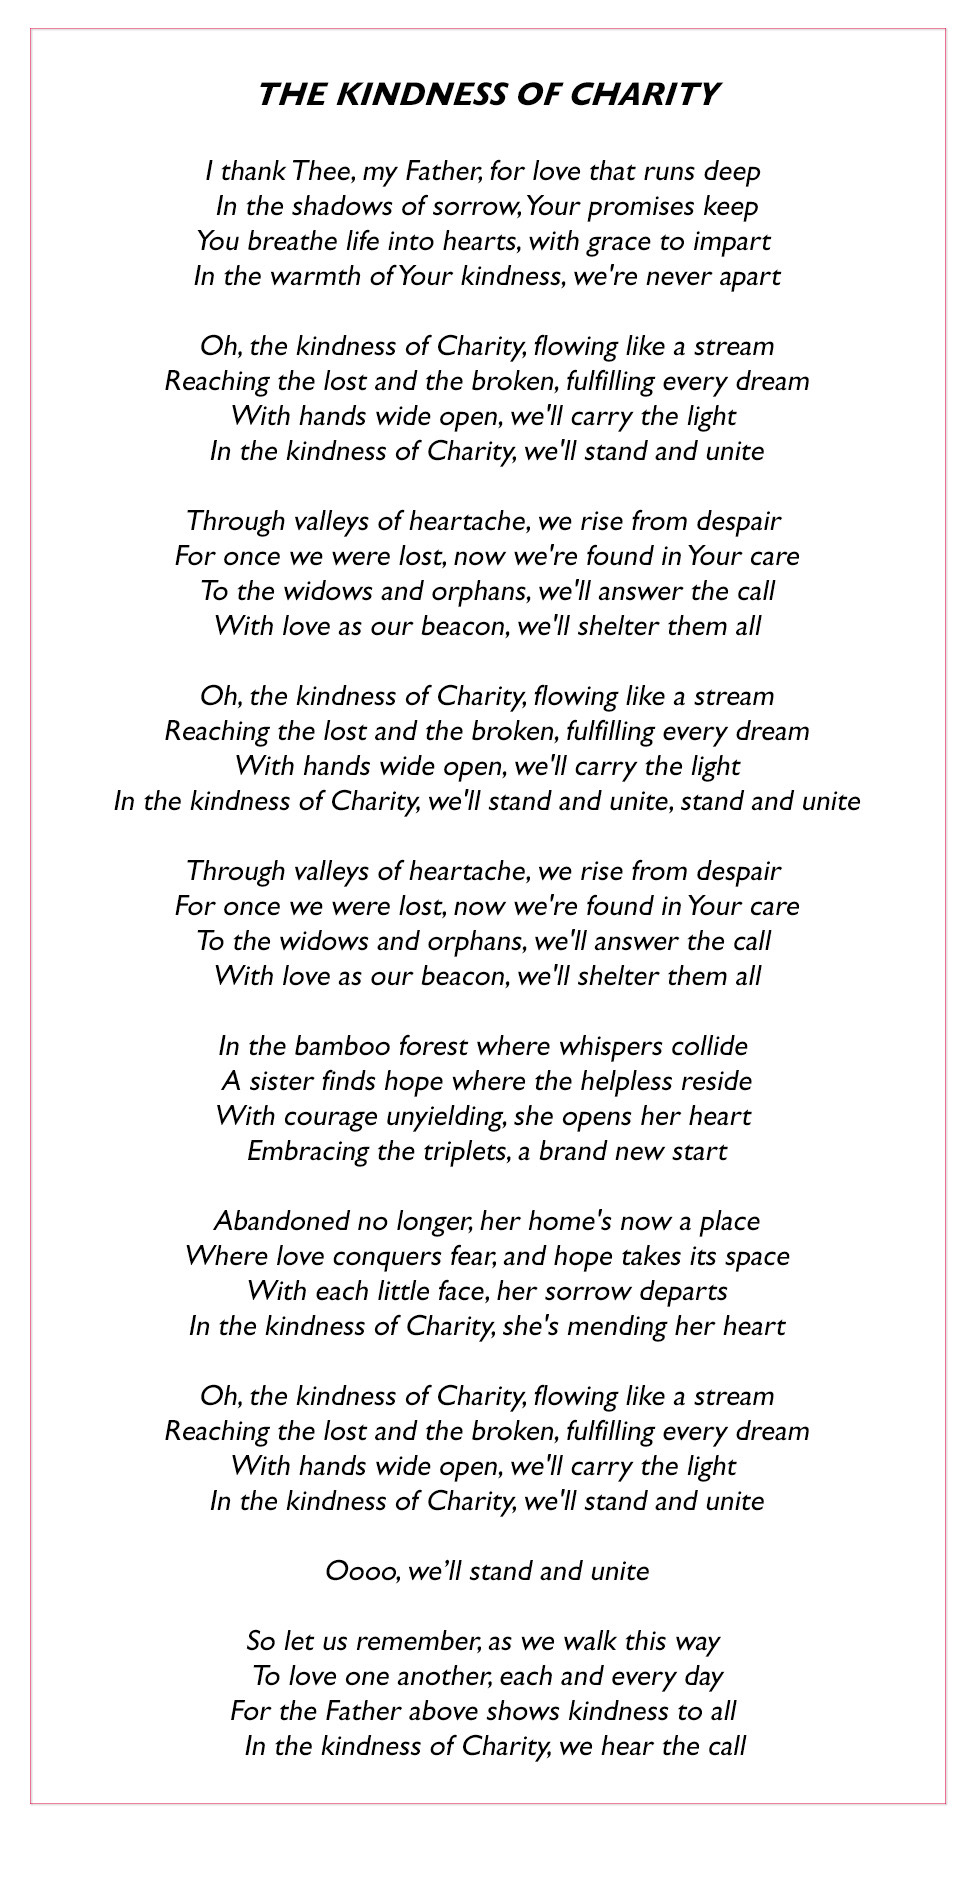 THE KINDNESS OF CHARITY
I thank Thee, my Father, for love that runs deep
In the shadows of sorrow, Your promises keep
You breathe life into hearts, with grace to impart
In the warmth of Your kindness, we're never apart
Oh, the kindness of Charity, flowing like a stream
Reaching the lost and the broken, fulfilling every dream
With hands wide open, we'll carry the light
In the kindness of Charity, we'll stand and unite
Through valleys of heartache, we rise from despair
For once we were lost, now we're found in Your care
To the widows and orphans, we'll answer the call
With love as our beacon, we'll shelter them all
Oh, the kindness of Charity, flowing like a stream
Reaching the lost and the broken, fulfilling every dream
With hands wide open, we'll carry the light
In the kindness of Charity, we'll stand and unite, stand and unite
Through valleys of heartache, we rise from despair
For once we were lost, now we're found in Your care
To the widows and orphans, we'll answer the call
With love as our beacon, we'll shelter them all
In the bamboo forest where whispers collide
A sister finds hope where the helpless reside
With courage unyielding, she opens her heart
Embracing the triplets, a brand new start
Abandoned no longer, her home's now a place
Where love conquers fear, and hope takes its space
With each little face, her sorrow departs
In the kindness of Charity, she's mending her heart
Oh, the kindness of Charity, flowing like a stream
Reaching the lost and the broken, fulfilling every dream
With hands wide open, we'll carry the light
In the kindness of Charity, we'll stand and unite
Oooo, we’ll stand and unite
So let us remember, as we walk this way
To love one another, each and every day
For the Father above shows kindness to all
In the kindness of Charity, we hear the call